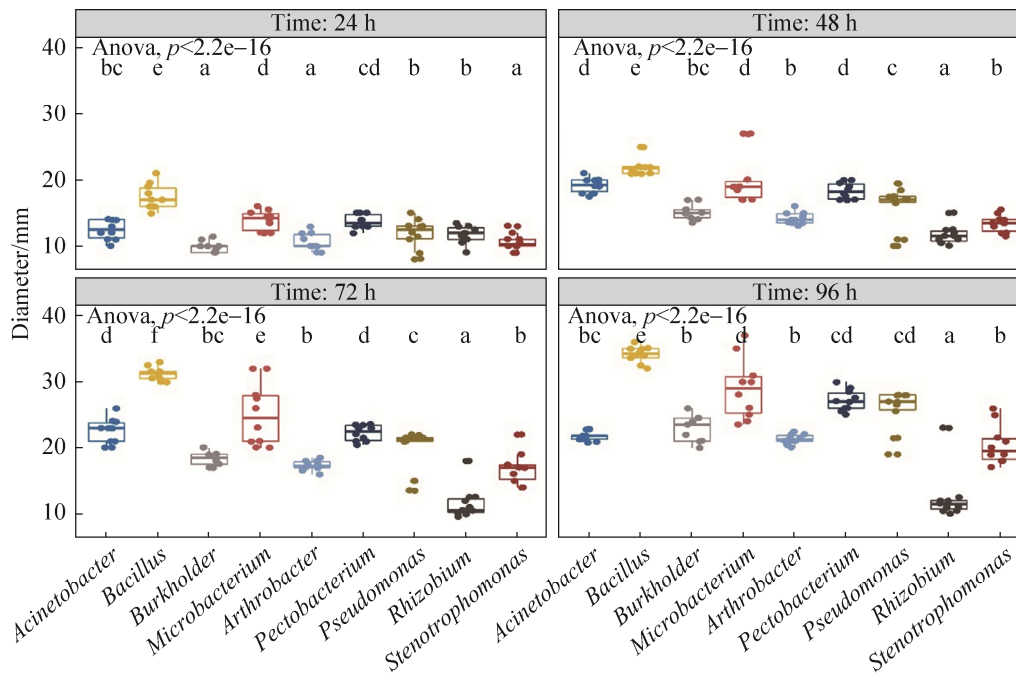 Time: 24 h
Anova, p<2.2e−16
bc e a d a cd b b a
Time: 48 h
Anova, p<2.2e−16
d e bc d b d c a b
40
30
20
10
Time: 72 h
Anova, p<2.2e−16
d f bc e b d c a b
Time: 96 h
Anova, p<2.2e−16
bc e b d b cd cd a b
40
30
20
10
Diameter/mm
Acinetobacter
Bacillus
Burkholder
Microbacterium
Arthrobacter
Pectobacterium
Pseudomonas
Rhizobium
Stenotrophomonas
Acinetobacter
Bacillus
Burkholder
Microbacterium
Arthrobacter
Pectobacterium
Pseudomonas
Rhizobium
Stenotrophomonas